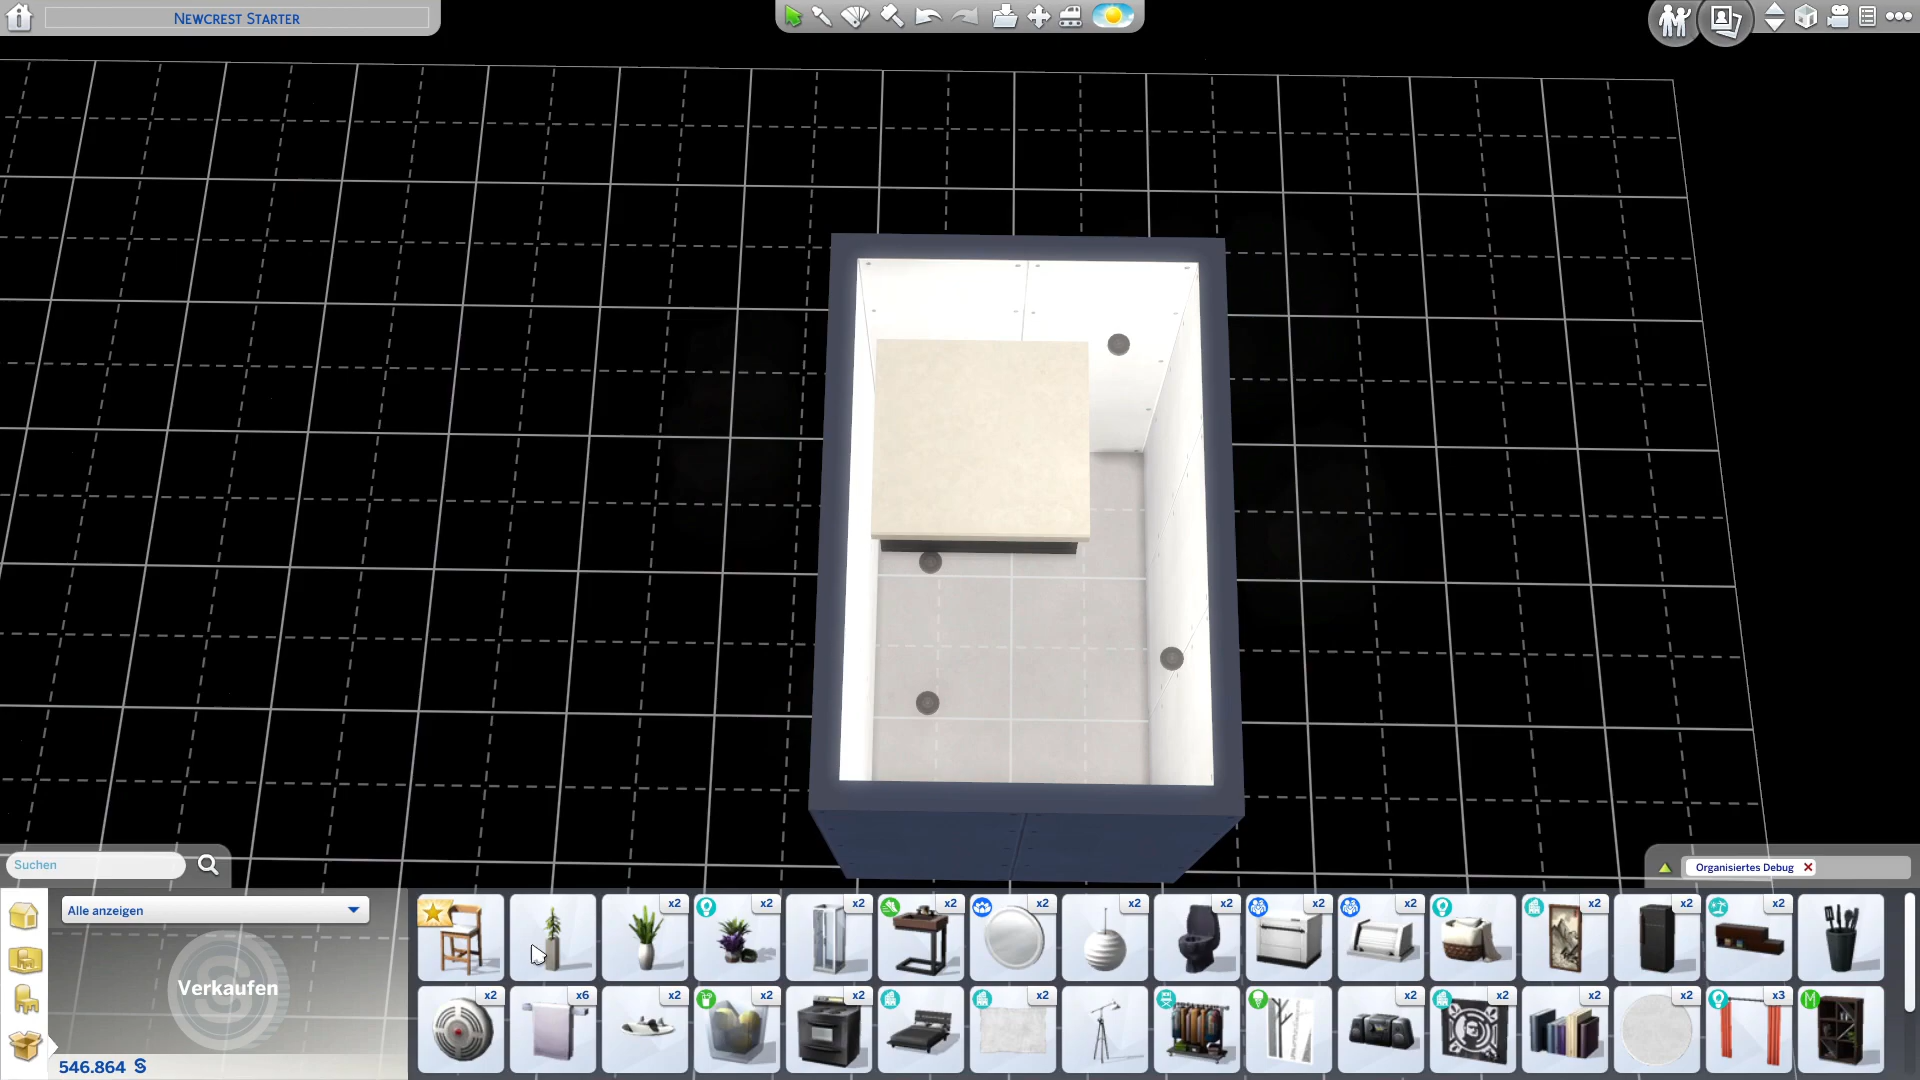 Newcrest Starter
Suchen
Organisiertes Debug
Alle anzeigen
Verkaufen
546.864 S
x2 x2 x2 x2 x2 x2 x2 x2 x2 x2 x2 x2
x2 x6 x2 x2 x2 x2 x2 x2 x2 x2 x3